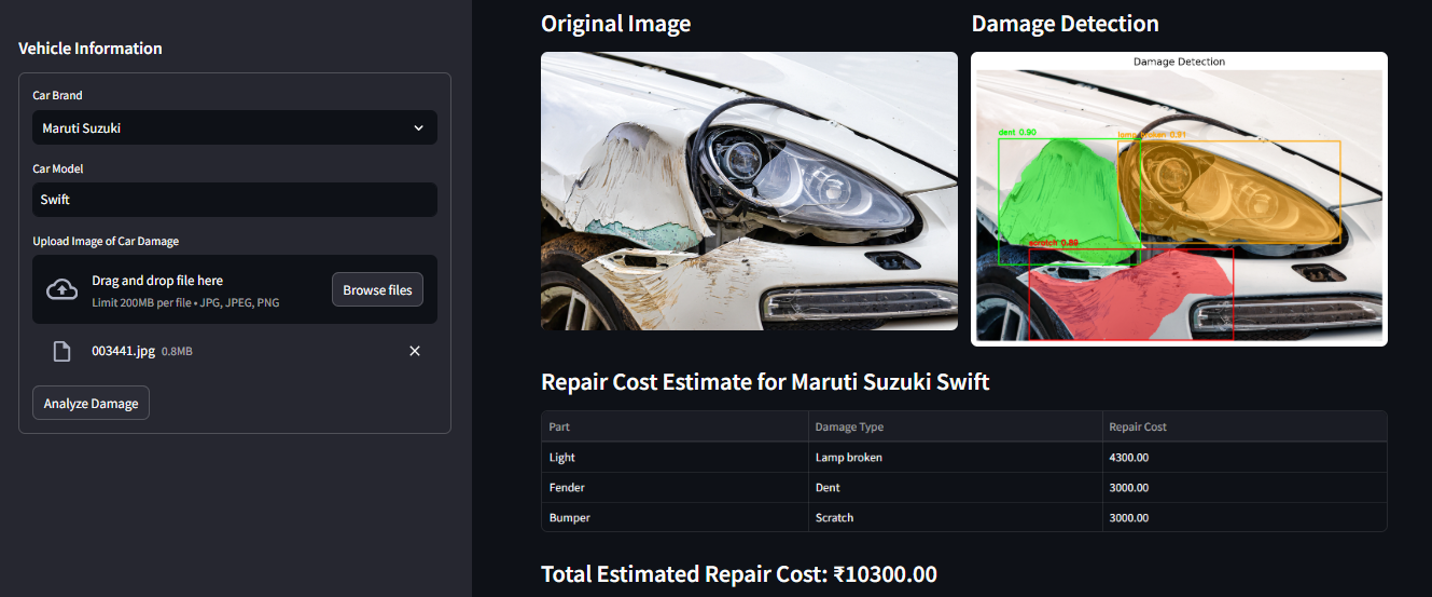 Vehicle Information
Car Brand
Maruti Suzuki
Car Model
Swift
Upload Image of Car Damage
Drag and drop file here
Limit 200MB per file • JPG, JPEG, PNG
Browse files
003441.jpg 0.8MB
Analyze Damage
Original Image
Damage Detection
Damage Detection
dent 0.90
lamp broken 0.91
scratch 0.89
Repair Cost Estimate for Maruti Suzuki Swift
Part Damage Type Repair Cost
Light Lamp broken 4300.00
Fender Dent 3000.00
Bumper Scratch 3000.00
Total Estimated Repair Cost: ₹10300.00